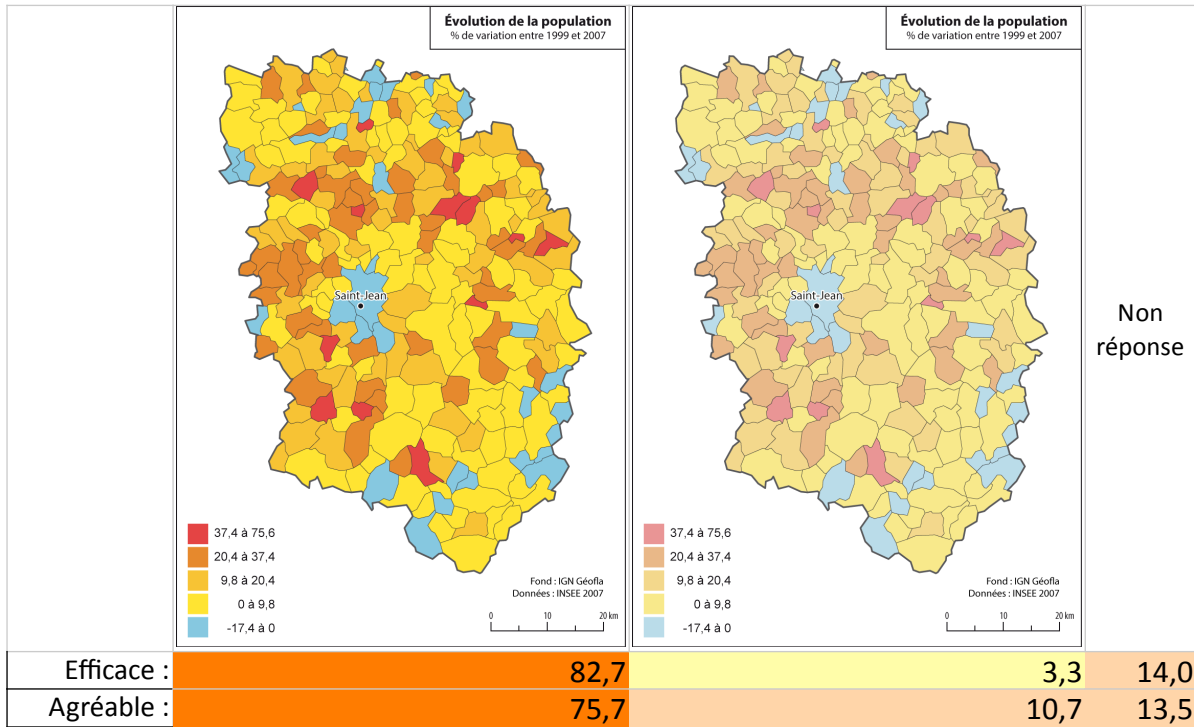 Évolution de la population
% de variation entre 1999 et 2007
Saint-Jean
37,4 à 75,6
20,4 à 37,4
9,8 à 20,4
0 à 9,8
-17,4 à 0
Fond : IGN Géofla
Données : INSEE 2007
0 10 20 km
Évolution de la population
% de variation entre 1999 et 2007
Saint-Jean
37,4 à 75,6
20,4 à 37,4
9,8 à 20,4
0 à 9,8
-17,4 à 0
Fond : IGN Géofla
Données : INSEE 2007
0 10 20 km
Non
réponse
Efficace : 82,7 3,3 14,0
Agréable : 75,7 10,7 13,5